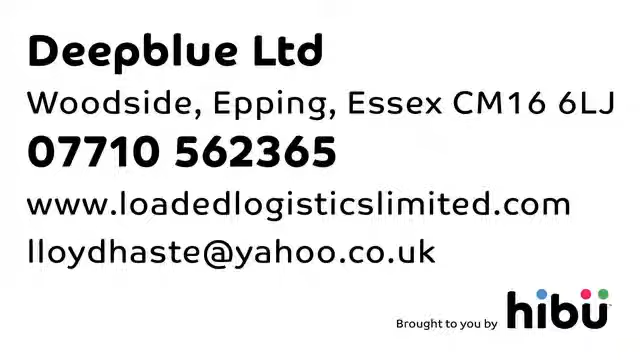 Deepblue Ltd
Woodside, Epping, Essex CM16 6LJ
07710 562365
www.loadedlogisticslimited.com
lloydhaste@yahoo.co.uk
Brought to you by hibü